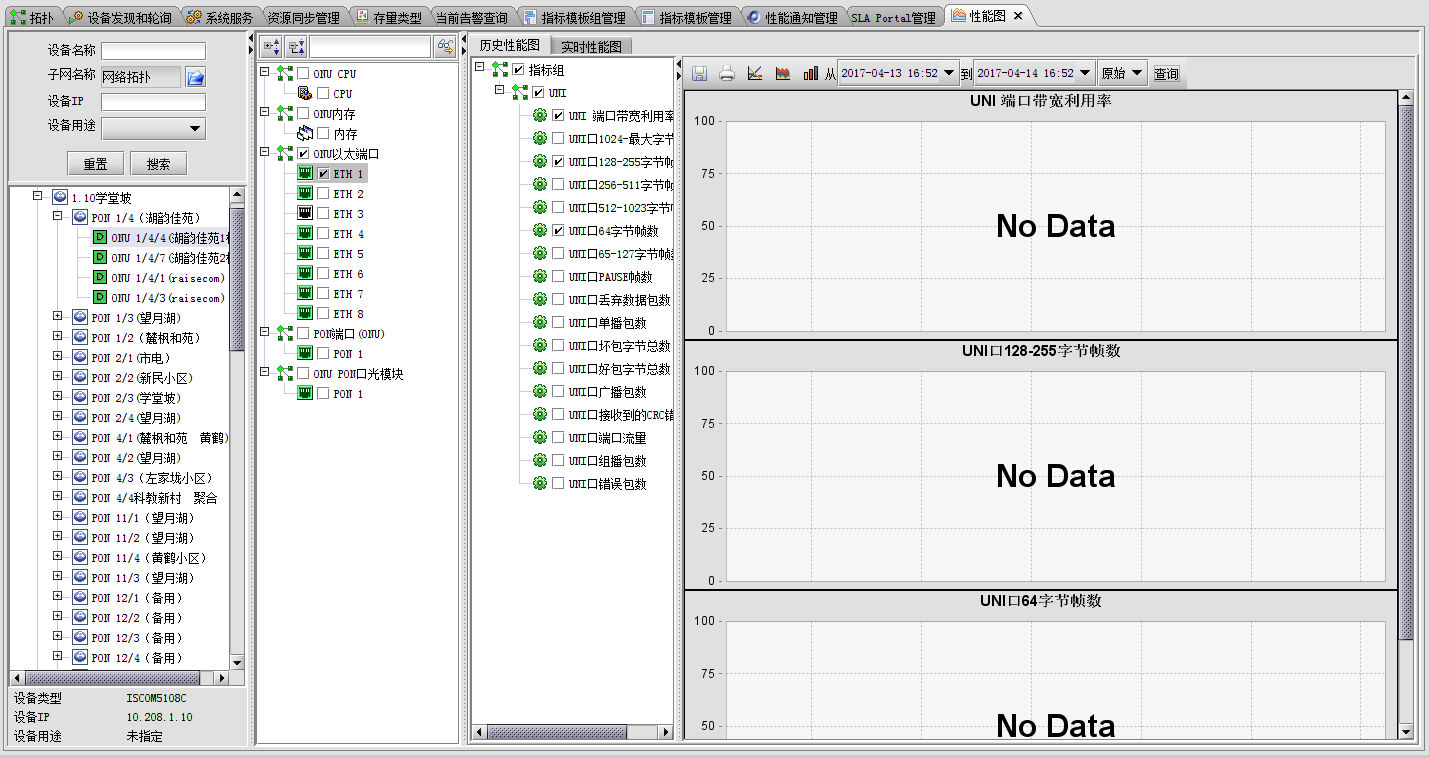 拓扑 设备发现和轮询 系统服务 资源同步管理 存量类型 当前告警查询 指标模板组管理 指标模板管理 性能通知管理 SLA Portal管理 性能图
设备名称
子网名称 网络拓扑
设备IP
设备用途
重置 搜索
1.10学堂坡
PON 1/4（湖韵佳苑）
ONU 1/4/4(湖韵佳苑1
ONU 1/4/7(湖韵佳苑2
ONU 1/4/1(raisecom)
ONU 1/4/3(raisecom)
PON 1/3(望月湖)
PON 1/2（麓枫和苑）
PON 2/1(市电)
PON 2/2(新民小区)
PON 2/3(学堂坡)
PON 2/4(望月湖)
PON 4/1(麓枫和苑 黄鹤)
PON 4/2(望月湖)
PON 4/3（左家垅小区）
PON 4/4科教新村 聚合
PON 11/1（望月湖）
PON 11/2（望月湖）
PON 11/4（黄鹤小区）
PON 11/3（望月湖）
PON 12/1（备用）
PON 12/2（备用）
PON 12/3（备用）
PON 12/4（备用）
设备类型 ISCOM5108C
设备IP 10.208.1.10
设备用途 未指定
ONU CPU
CPU
ONU内存
内存
ONU以太端口
ETH 1
ETH 2
ETH 3
ETH 4
ETH 5
ETH 6
ETH 7
ETH 8
PON端口(ONU)
PON 1
ONU PON口光模块
PON 1
历史性能图 实时性能图
指标组
UNI
UNI 端口带宽利用率
UNI口1024-最大字节
UNI口128-255字节帧
UNI口256-511字节帧
UNI口512-1023字节
UNI口64字节帧数
UNI口65-127字节帧
UNI口PAUSE帧数
UNI口丢弃数据包数
UNI口单播包数
UNI口坏包字节总数
UNI口好包字节总数
UNI口广播包数
UNI口接收到的CRC错
UNI口端口流量
UNI口组播包数
UNI口错误包数
从 2017-04-13 16:52 到 2017-04-14 16:52 原始 查询
UNI 端口带宽利用率
100
75
50
25
0
No Data
UNI口128-255字节帧数
100
75
50
25
0
No Data
UNI口64字节帧数
100
75
50
No Data